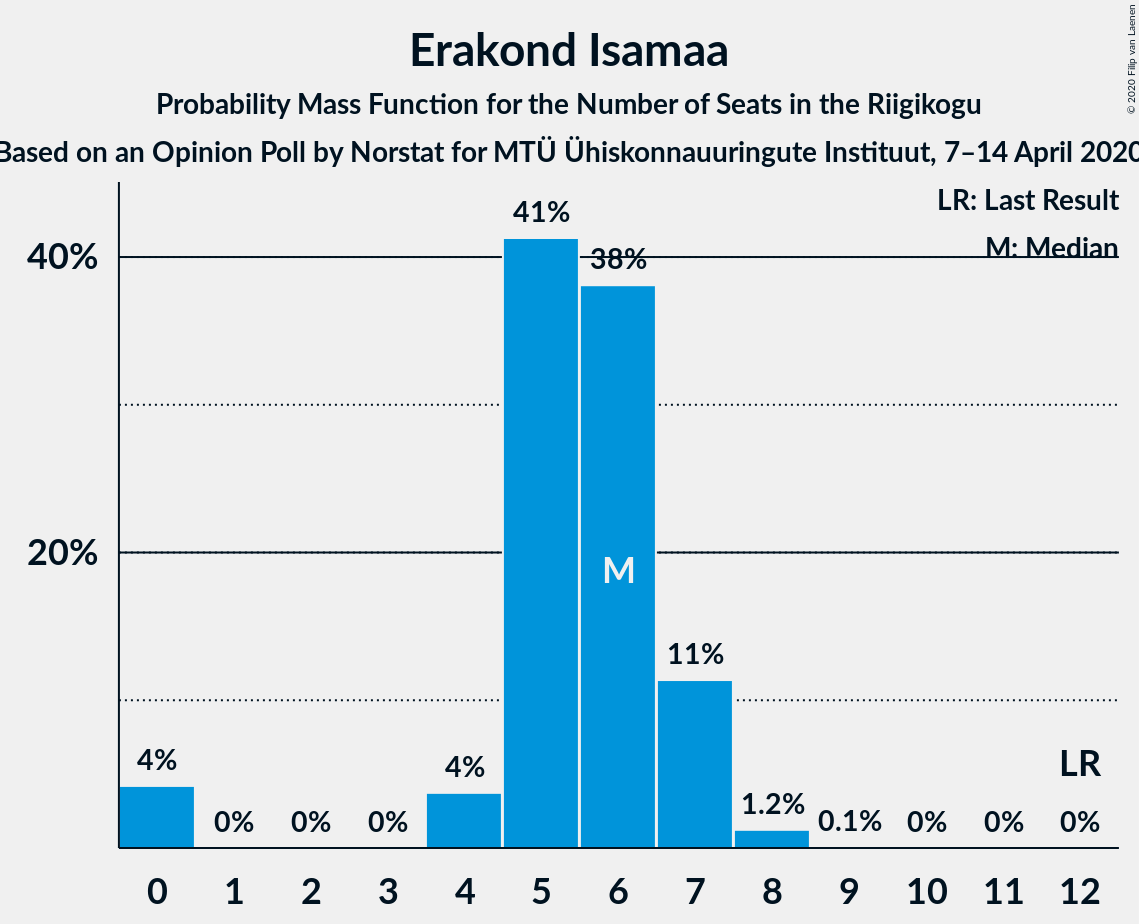 Erakond Isamaa
Probability Mass Function for the Number of Seats in the Riigikogu
Based on an Opinion Poll by Norstat for MTÜ Ühiskonnauuringute Instituut, 7–14 April 2020
© 2020 Filip van Laenen
LR: Last Result
M: Median
40%
20%
4%
0%
0%
0%
4%
41%
38%
M
11%
1.2%
0.1%
0%
0%
LR
0%
0 1 2 3 4 5 6 7 8 9 10 11 12